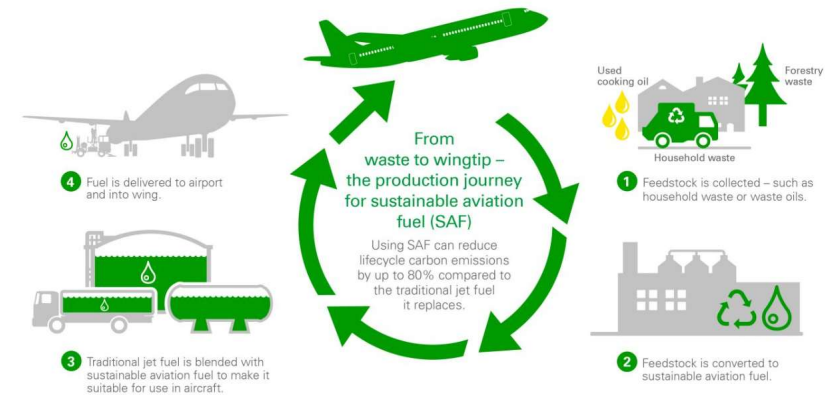 From
waste to wingtip –
the production journey
for sustainable aviation
fuel (SAF)
Using SAF can reduce
lifecycle carbon emissions
by up to 80% compared to
the traditional jet fuel
it replaces.
Used
cooking oil
Forestry
waste
Household waste
1 Feedstock is collected – such as
household waste or waste oils.
2 Feedstock is converted to
sustainable aviation fuel.
3 Traditional jet fuel is blended with
sustainable aviation fuel to make it
suitable for use in aircraft.
4 Fuel is delivered to airport
and into wing.